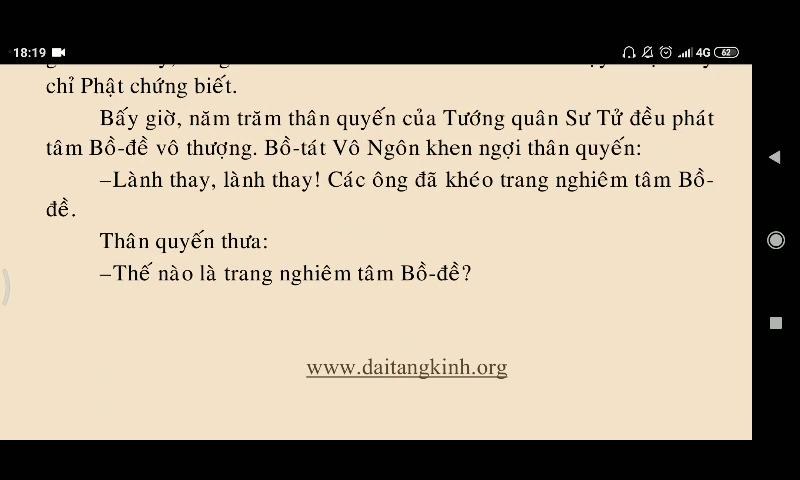 18:19
4G
62
chỉ Phật chứng biết.
Bấy giờ, năm trăm thân quyến của Tướng quân Sư Tử đều phát
tâm Bồ-đề vô thượng. Bồ-tát Vô Ngôn khen ngợi thân quyến:
–Lành thay, lành thay! Các ông đã khéo trang nghiêm tâm Bồ-
đề.
Thân quyến thưa:
–Thế nào là trang nghiêm tâm Bồ-đề?
www.daitangkinh.org